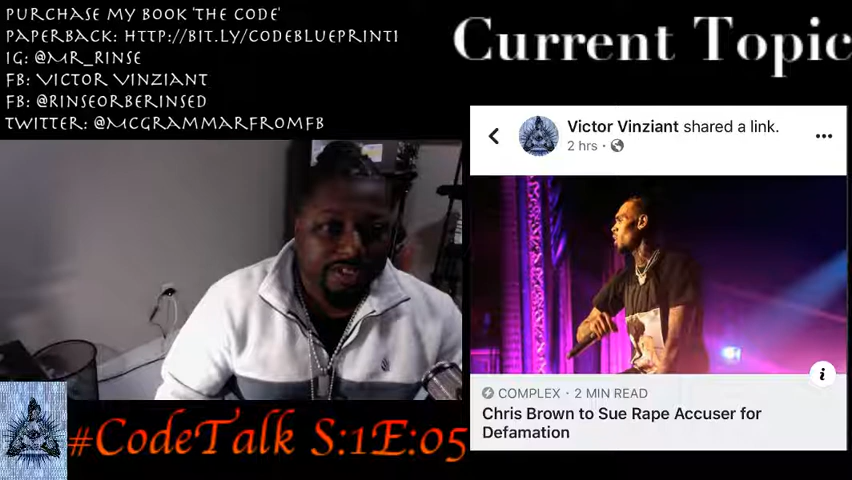 PURCHASE MY BOOK 'THE CODE'
PAPERBACK: HTTP://BIT.LY/CODEBLUEPRINT1
IG: @MR_RINSE
FB: VICTOR VINZIANT
FB: @RINSEORBERINSED
TWITTER: @MCGRAMMARFROMFB
Current Topic
Victor Vinziant shared a link.
2 hrs ·
COMPLEX · 2 MIN READ
Chris Brown to Sue Rape Accuser for
Defamation
#CodeTalk S:1E:05